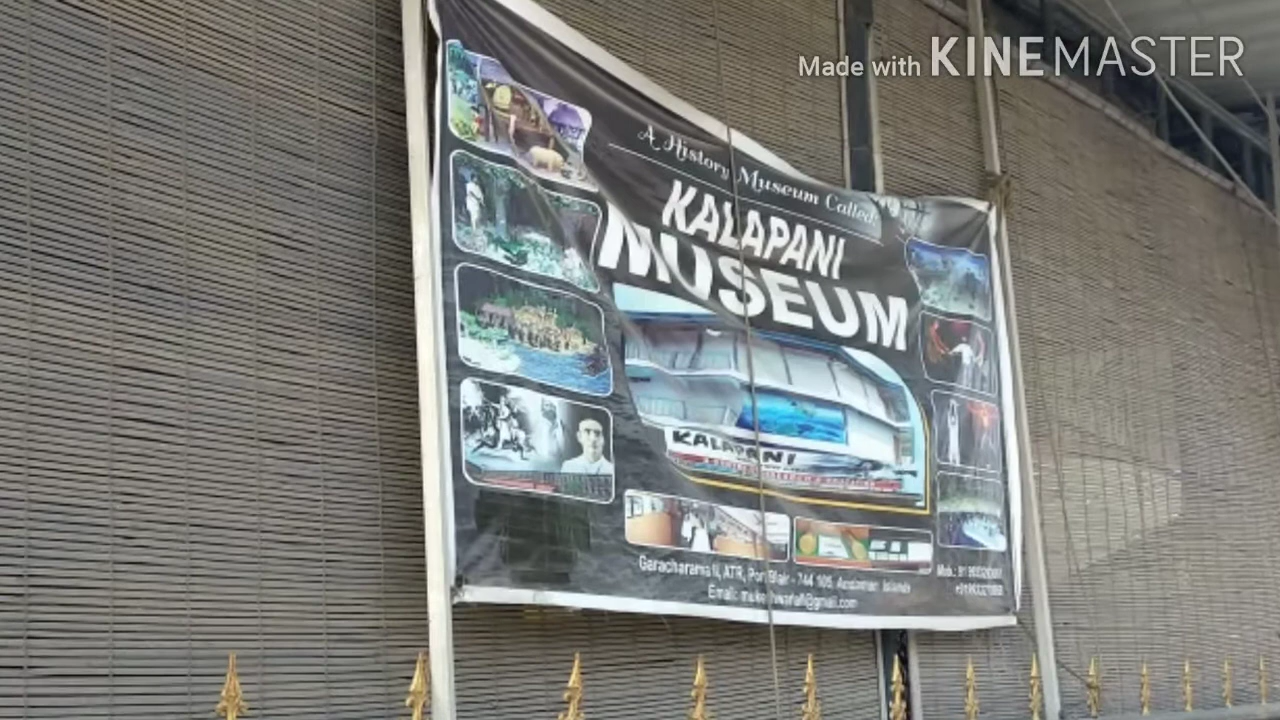 Made with KINEMASTER
A History Museum Called
KALAPANI
MUSEUM
KALAPANI
Garacharama II, ATR, Port Blair - 744 105, Andaman Islands
Mob.:
Email: